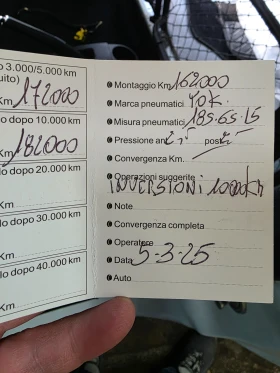 o 3.000/5.000 km
uito)
Km 172000
lo dopo 10.000 km
Km 182000
lo dopo 20.000 km
Km
lo dopo 30.000 km
Km
lo dopo 40.000 km
Km
Montaggio Km 162000
Marca pneumatici
Misura pneumatici 185-65-15
Pressione ant. post.
Convergenza Km.
Operazioni suggerite
INVERSIONI 10000 Km
Note
Convergenza completa
Operatore
Data 5-3-25
Auto